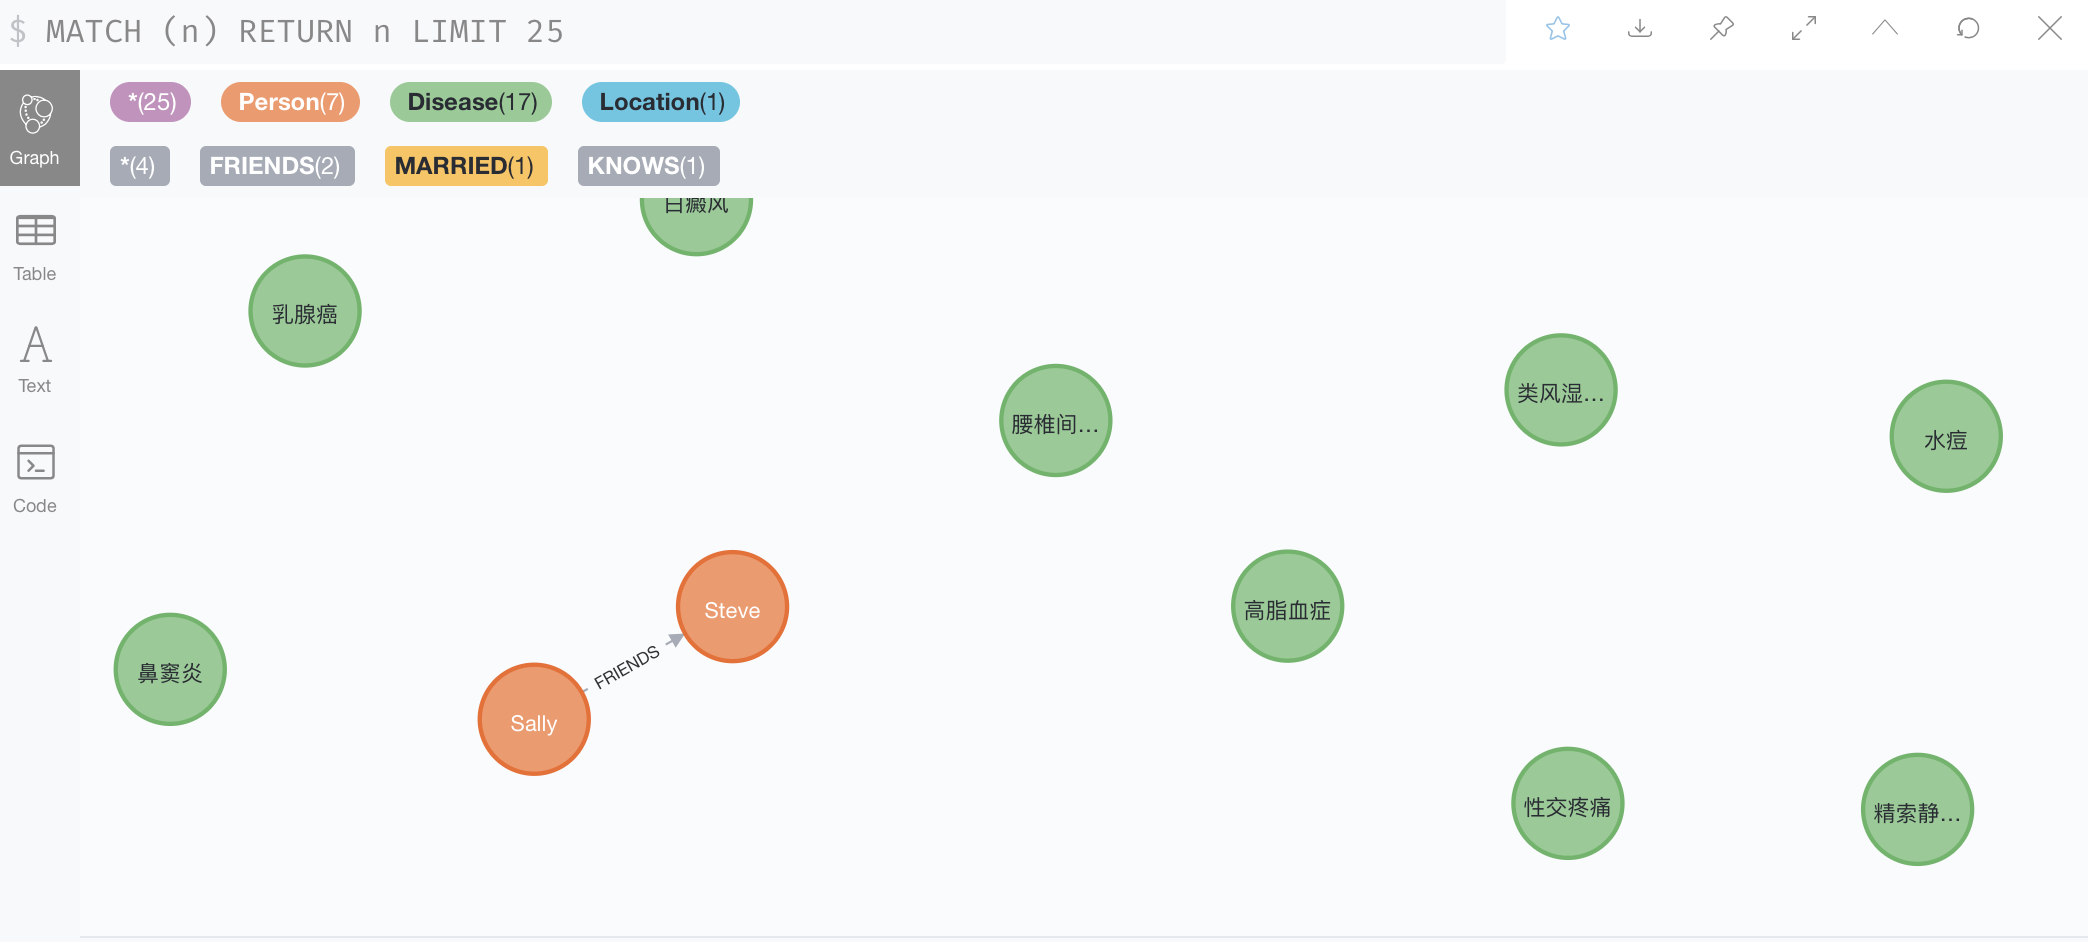 $ MATCH (n) RETURN n LIMIT 25
*(25) Person(7) Disease(17) Location(1)
*(4) FRIENDS(2) MARRIED(1) KNOWS(1)
Graph
Table
Text
Code
白癜风
乳腺癌
腰椎间...
类风湿...
水痘
Steve
高脂血症
FRIENDS
鼻窦炎
Sally
性交疼痛
精索静...